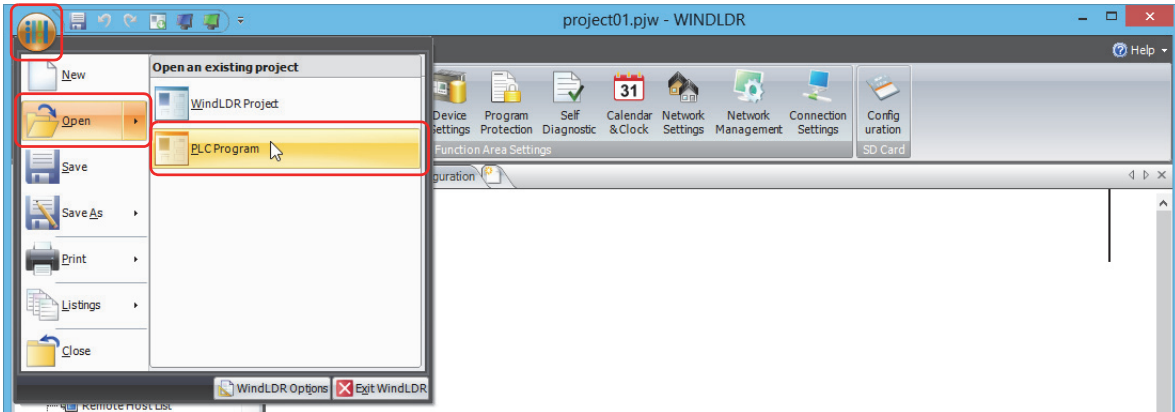 project01.pjw - WINDLDR
Help
New
Open
Save
Save As
Print
Listings
Close
Open an existing project
WindLDR Project
PLC Program
WindLDR Options
Exit WindLDR
Device Settings
Program Protection
Self Diagnostic
31
Calendar & Clock
Network Settings
Network Management
Connection Settings
Config uration
Function Area Settings
SD Card
guration
Remote Host List